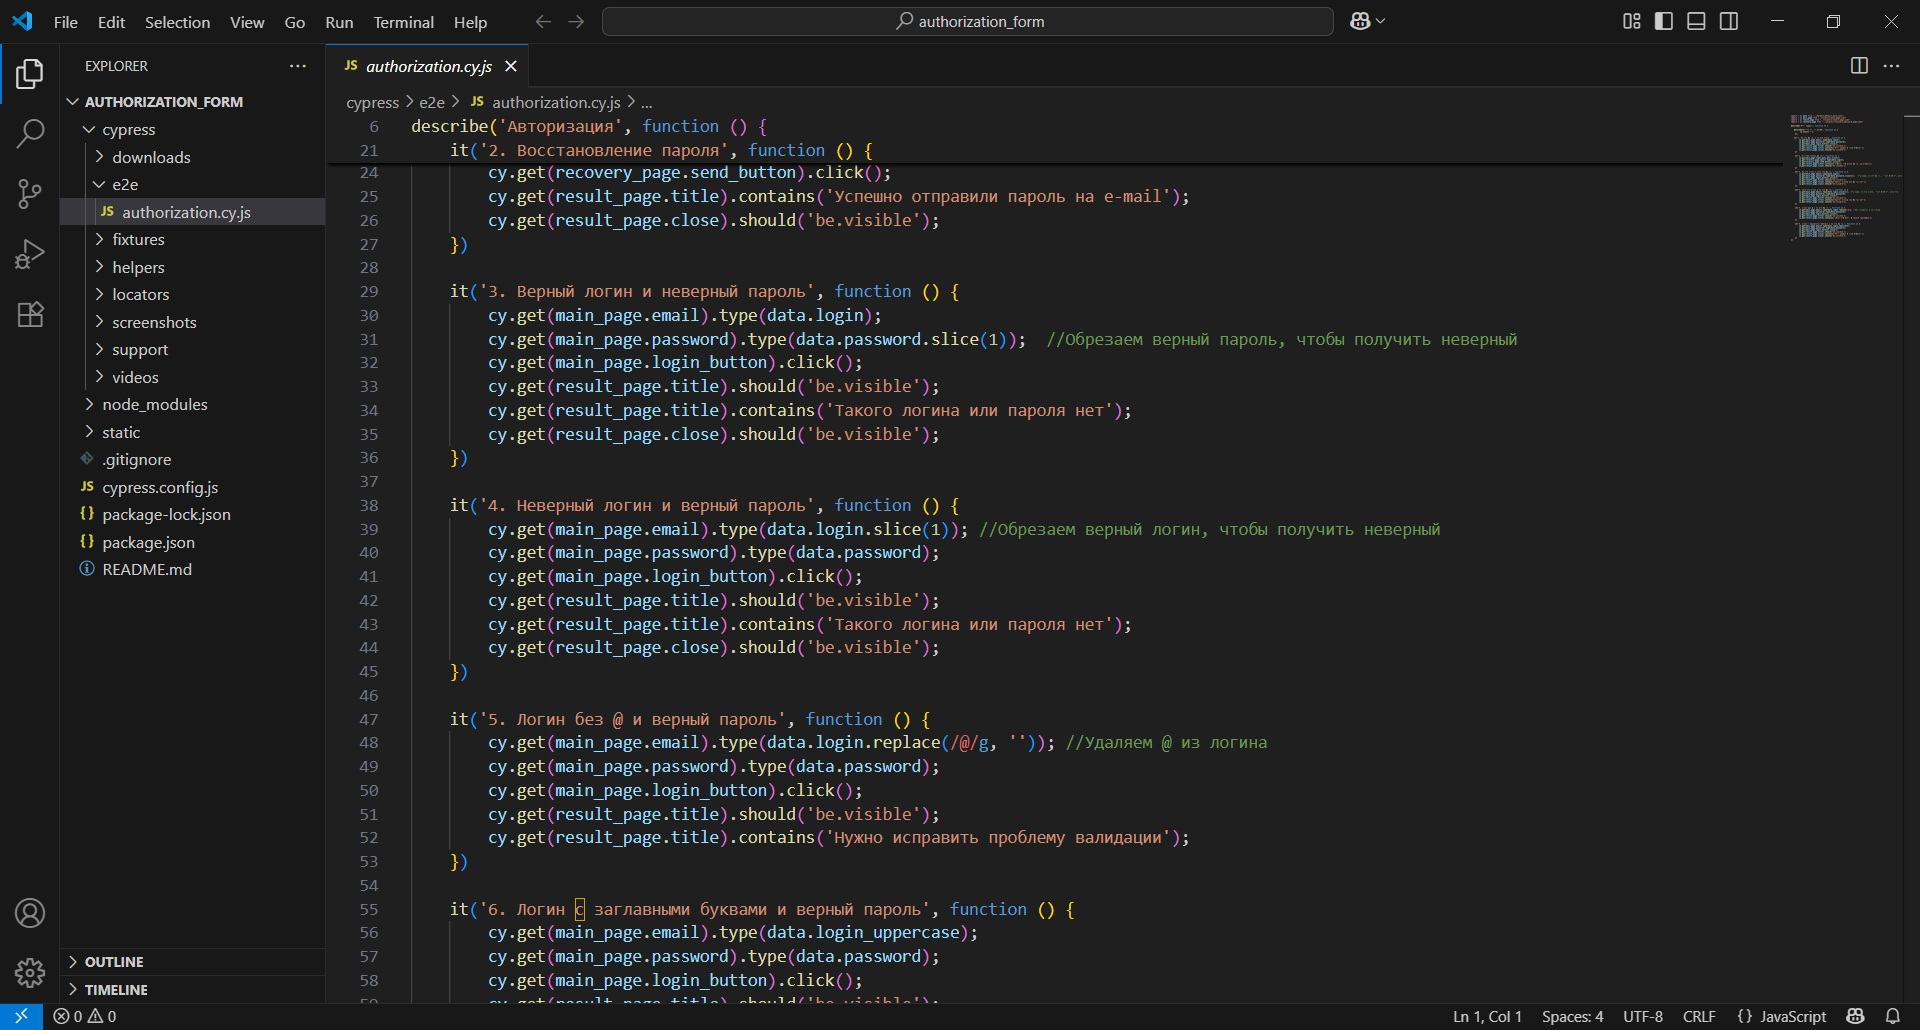 File Edit Selection View Go Run Terminal Help
authorization_form
EXPLORER
AUTHORIZATION_FORM
cypress
downloads
e2e
JS authorization.cy.js
fixtures
helpers
locators
screenshots
support
videos
node_modules
static
.gitignore
JS cypress.config.js
{} package-lock.json
{} package.json
README.md
OUTLINE
TIMELINE
JS authorization.cy.js
cypress > e2e > JS authorization.cy.js > ...
6 describe('Авторизация', function () {
21 it('2. Восстановление пароля', function () {
24 cy.get(recovery_page.send_button).click();
25 cy.get(result_page.title).contains('Успешно отправили пароль на e-mail');
26 cy.get(result_page.close).should('be.visible');
27 })
28
29 it('3. Верный логин и неверный пароль', function () {
30 cy.get(main_page.email).type(data.login);
31 cy.get(main_page.password).type(data.password.slice(1)); //Обрезаем верный пароль, чтобы получить неверный
32 cy.get(main_page.login_button).click();
33 cy.get(result_page.title).should('be.visible');
34 cy.get(result_page.title).contains('Такого логина или пароля нет');
35 cy.get(result_page.close).should('be.visible');
36 })
37
38 it('4. Неверный логин и верный пароль', function () {
39 cy.get(main_page.email).type(data.login.slice(1)); //Обрезаем верный логин, чтобы получить неверный
40 cy.get(main_page.password).type(data.password);
41 cy.get(main_page.login_button).click();
42 cy.get(result_page.title).should('be.visible');
43 cy.get(result_page.title).contains('Такого логина или пароля нет');
44 cy.get(result_page.close).should('be.visible');
45 })
46
47 it('5. Логин без @ и верный пароль', function () {
48 cy.get(main_page.email).type(data.login.replace(/@/g, '')); //Удаляем @ из логина
49 cy.get(main_page.password).type(data.password);
50 cy.get(main_page.login_button).click();
51 cy.get(result_page.title).should('be.visible');
52 cy.get(result_page.title).contains('Нужно исправить проблему валидации');
53 })
54
55 it('6. Логин с заглавными буквами и верный пароль', function () {
56 cy.get(main_page.email).type(data.login_uppercase);
57 cy.get(main_page.password).type(data.password);
58 cy.get(main_page.login_button).click();
59 cy.get(result_page.title).should('be.visible');
0 0
Ln 1, Col 1 Spaces: 4 UTF-8 CRLF {} JavaScript